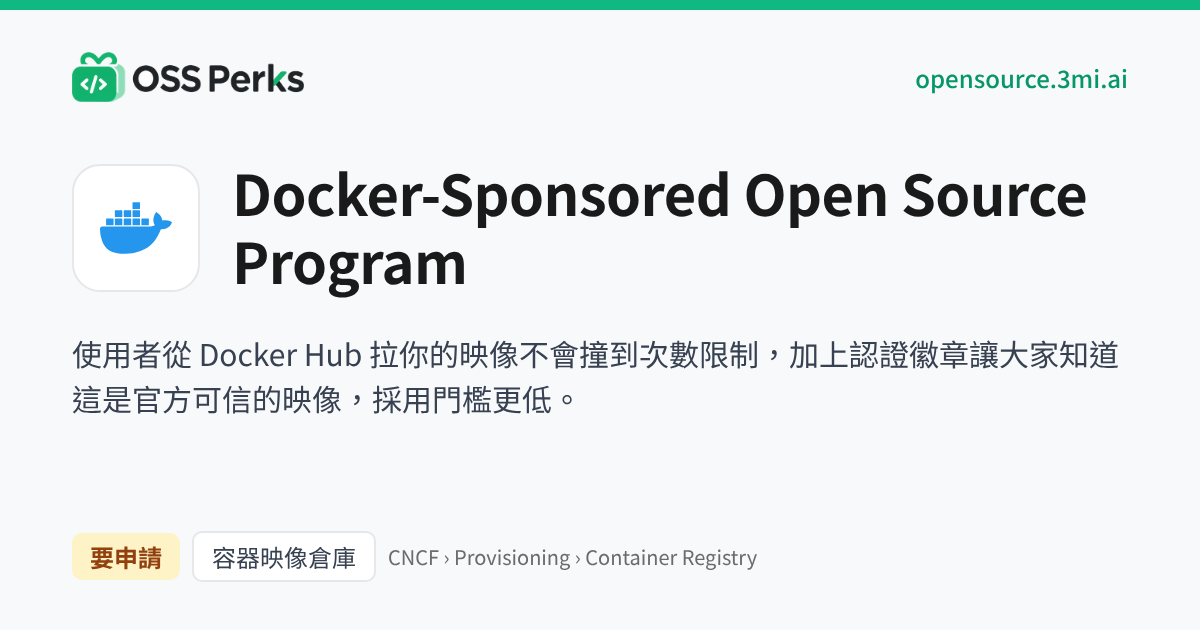 </> OSS Perks
opensource.3mi.ai
Docker-Sponsored Open Source
Program
使用者從 Docker Hub 拉你的映像不會撞到次數限制，加上認證徽章讓大家知道
這是官方可信的映像，採用門檻更低。
要申請
容器映像倉庫
CNCF › Provisioning › Container Registry